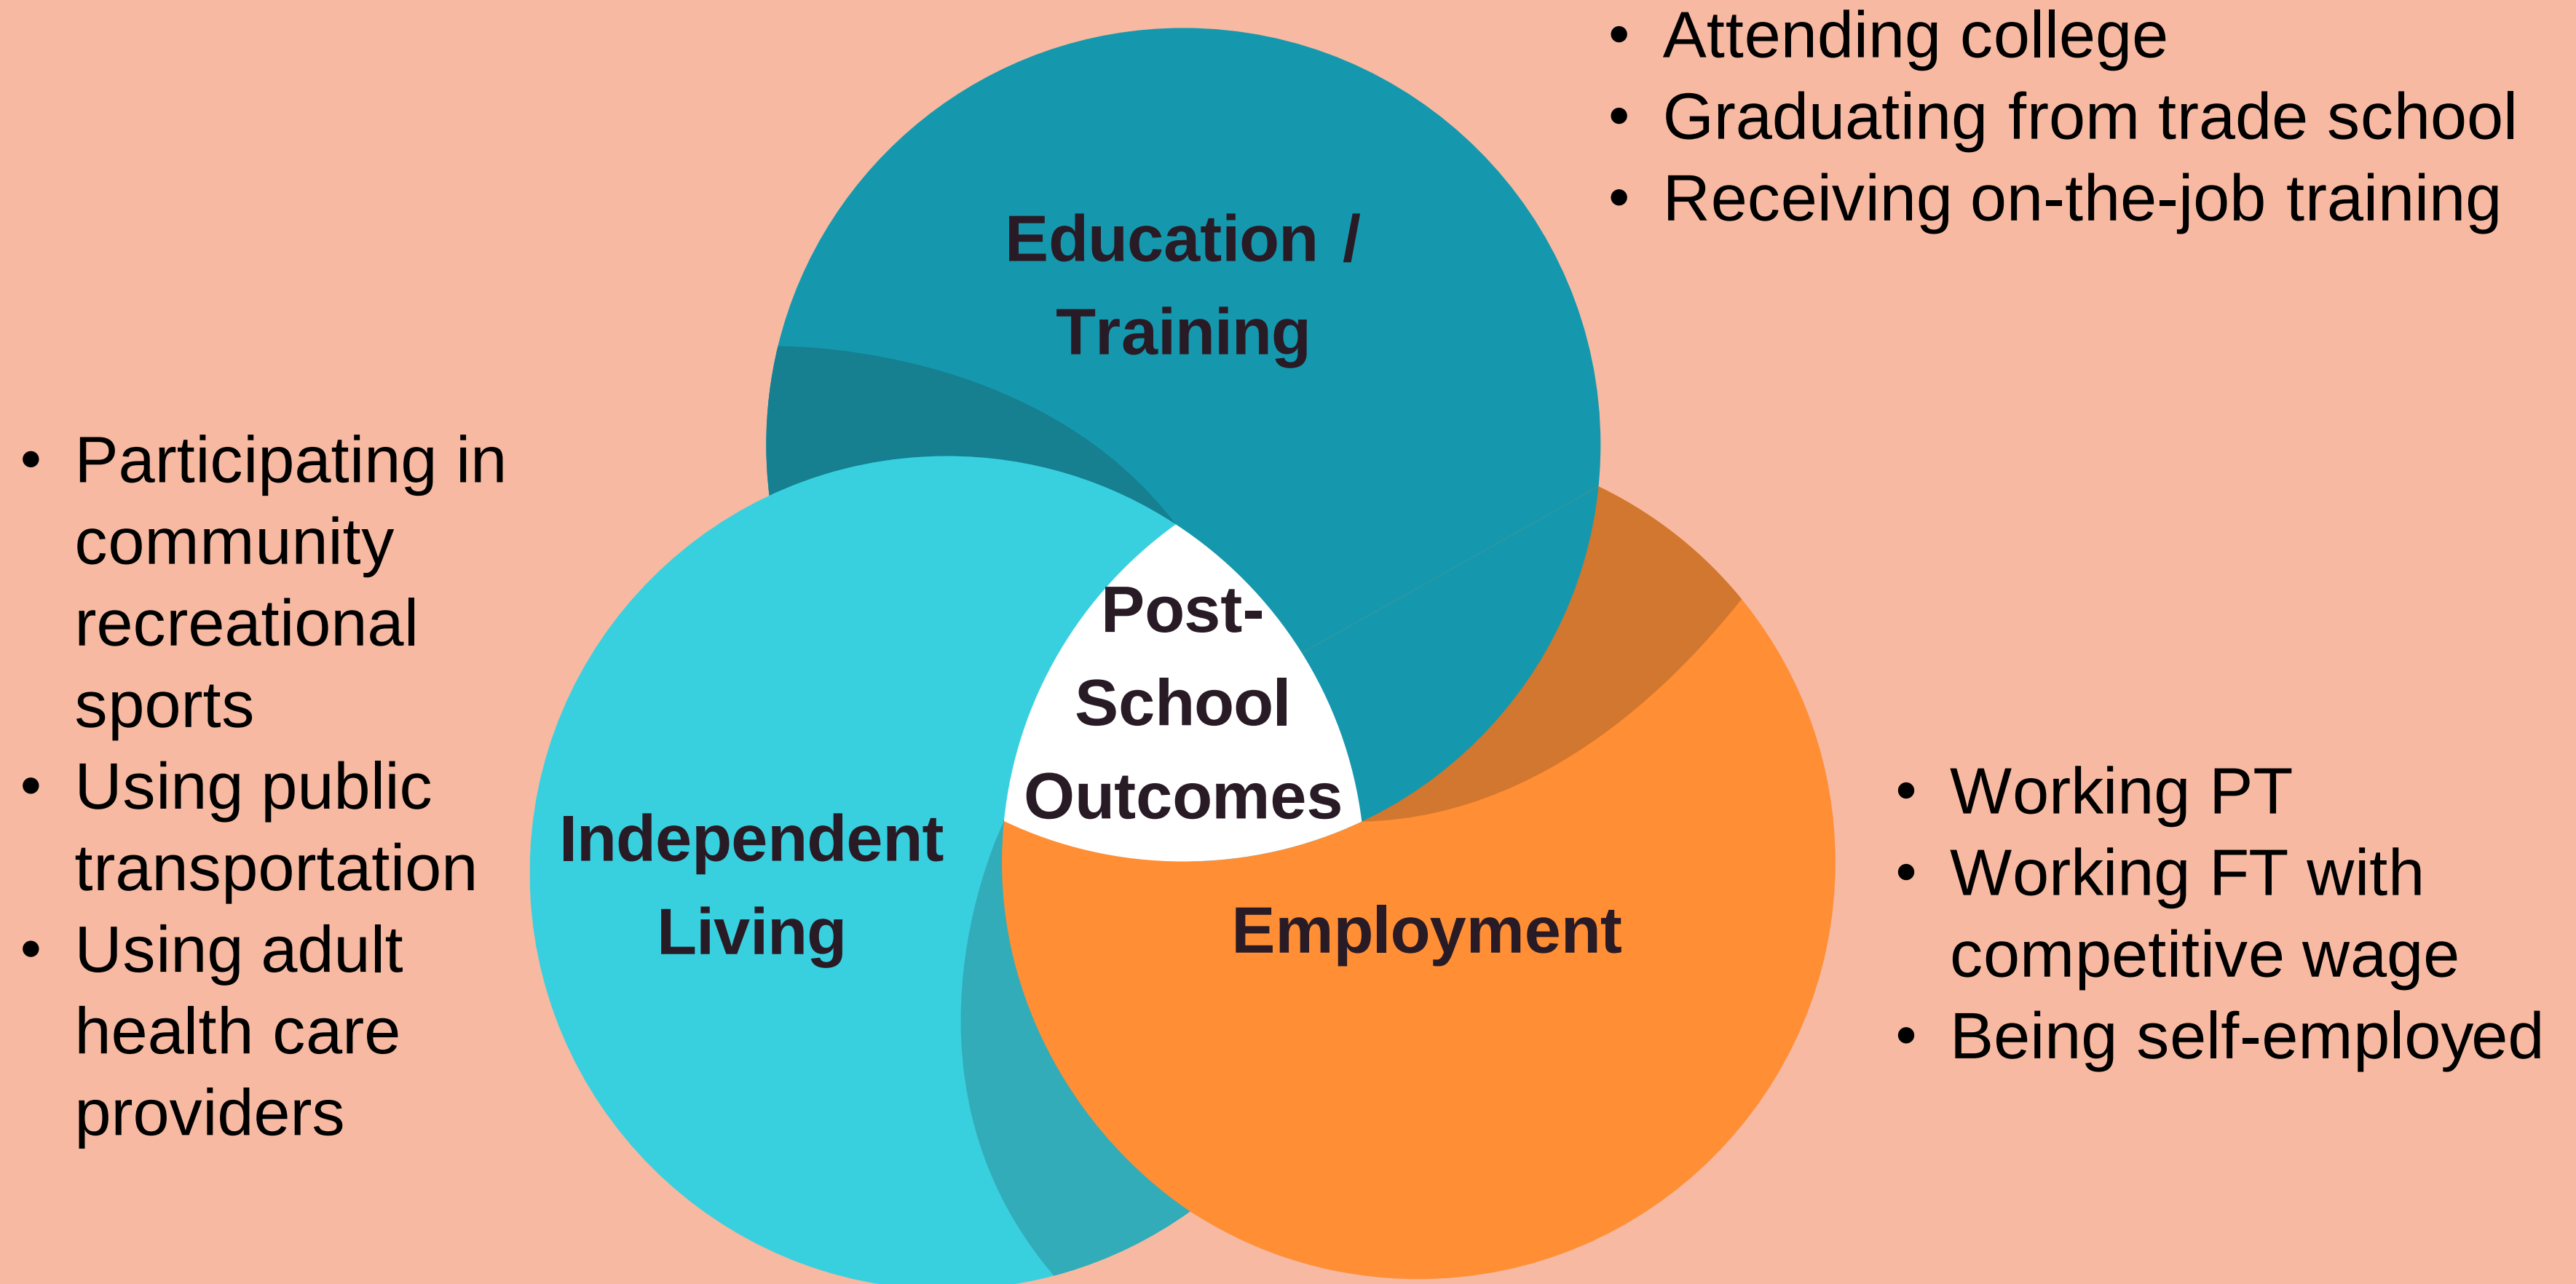 • Attending college
• Graduating from trade school
• Receiving on-the-job training
Education /
Training
• Participating in
community
recreational
sports
• Using public
transportation
• Using adult
health care
providers
Post-
School
Outcomes
Independent
Living
Employment
• Working PT
• Working FT with
competitive wage
• Being self-employed